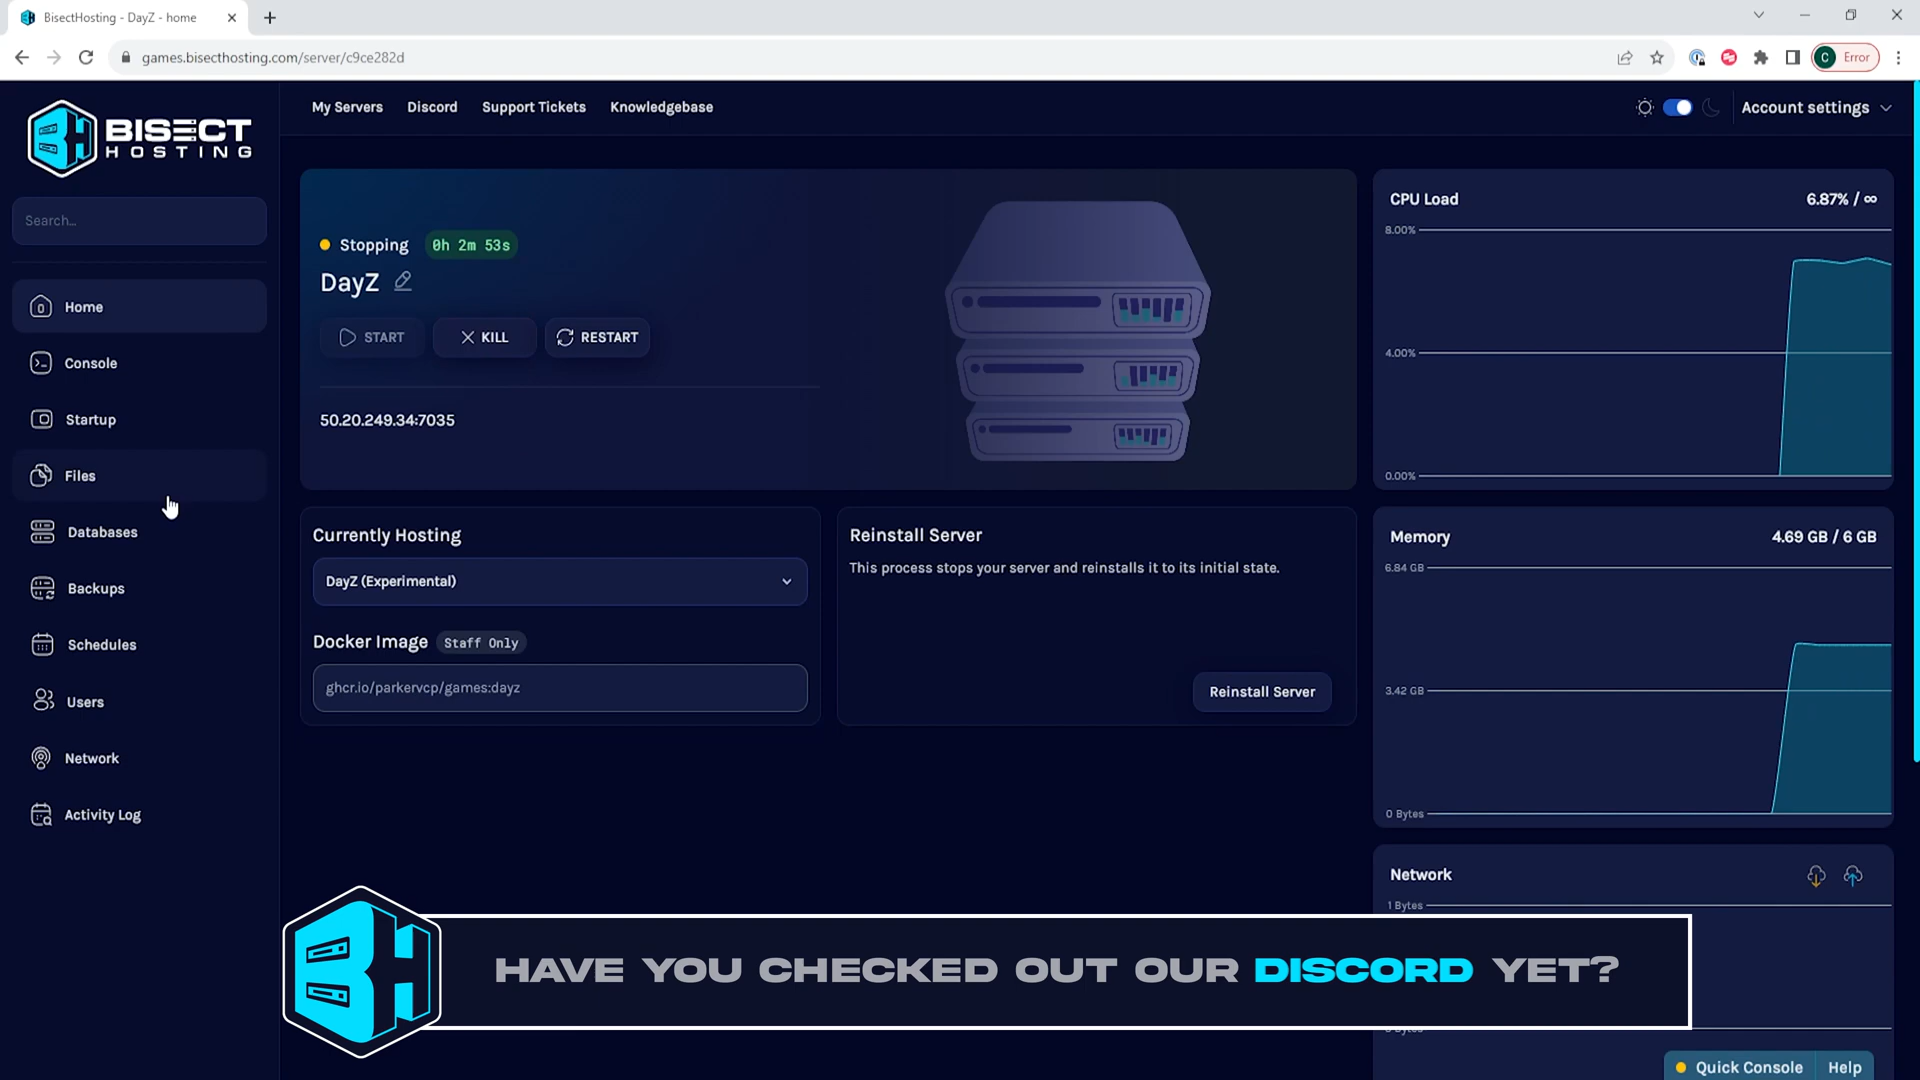 BisectHosting - DayZ - home
games.bisecthosting.com/server/c9ce282d
C Error
BISECT
HOSTING
My Servers Discord Support Tickets Knowledgebase
Account settings
Search...
Home
Console
Startup
Files
Databases
Backups
Schedules
Users
Network
Activity Log
Stopping 0h 2m 53s
DayZ
START KILL RESTART
50.20.249.34:7035
Currently Hosting
DayZ (Experimental)
Docker Image Staff Only
ghcr.io/parkervcp/games:dayz
Reinstall Server
This process stops your server and reinstalls it to its initial state.
Reinstall Server
CPU Load 6.87% / ∞
8.00%
4.00%
0.00%
Memory 4.69 GB / 6 GB
6.84 GB
3.42 GB
0 Bytes
Network
1 Bytes
HAVE YOU CHECKED OUT OUR DISCORD YET?
Quick Console Help